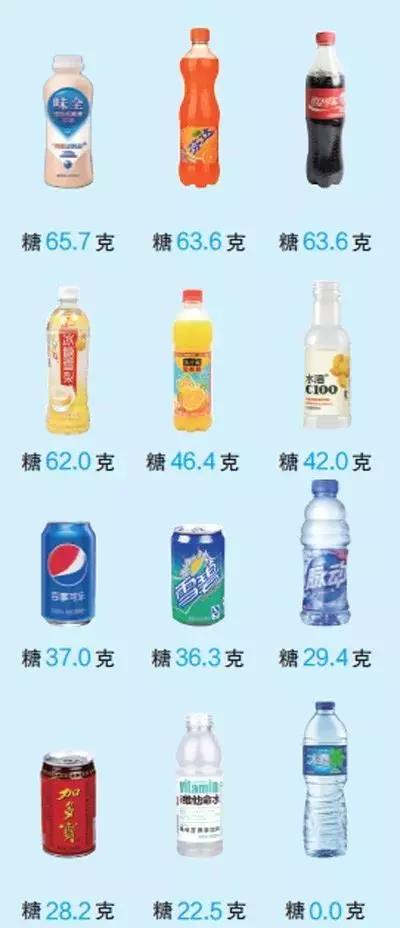 味全
糖 65.7 克
糖 63.6 克
糖 63.6 克
冰糖雪梨
水溶
C100
糖 62.0 克
糖 46.4 克
糖 42.0 克
百事可乐
雪碧
脉动
糖 37.0 克
糖 36.3 克
糖 29.4 克
加多寶
vitamin
维他命水
冰露
糖 28.2 克
糖 22.5 克
糖 0.0 克